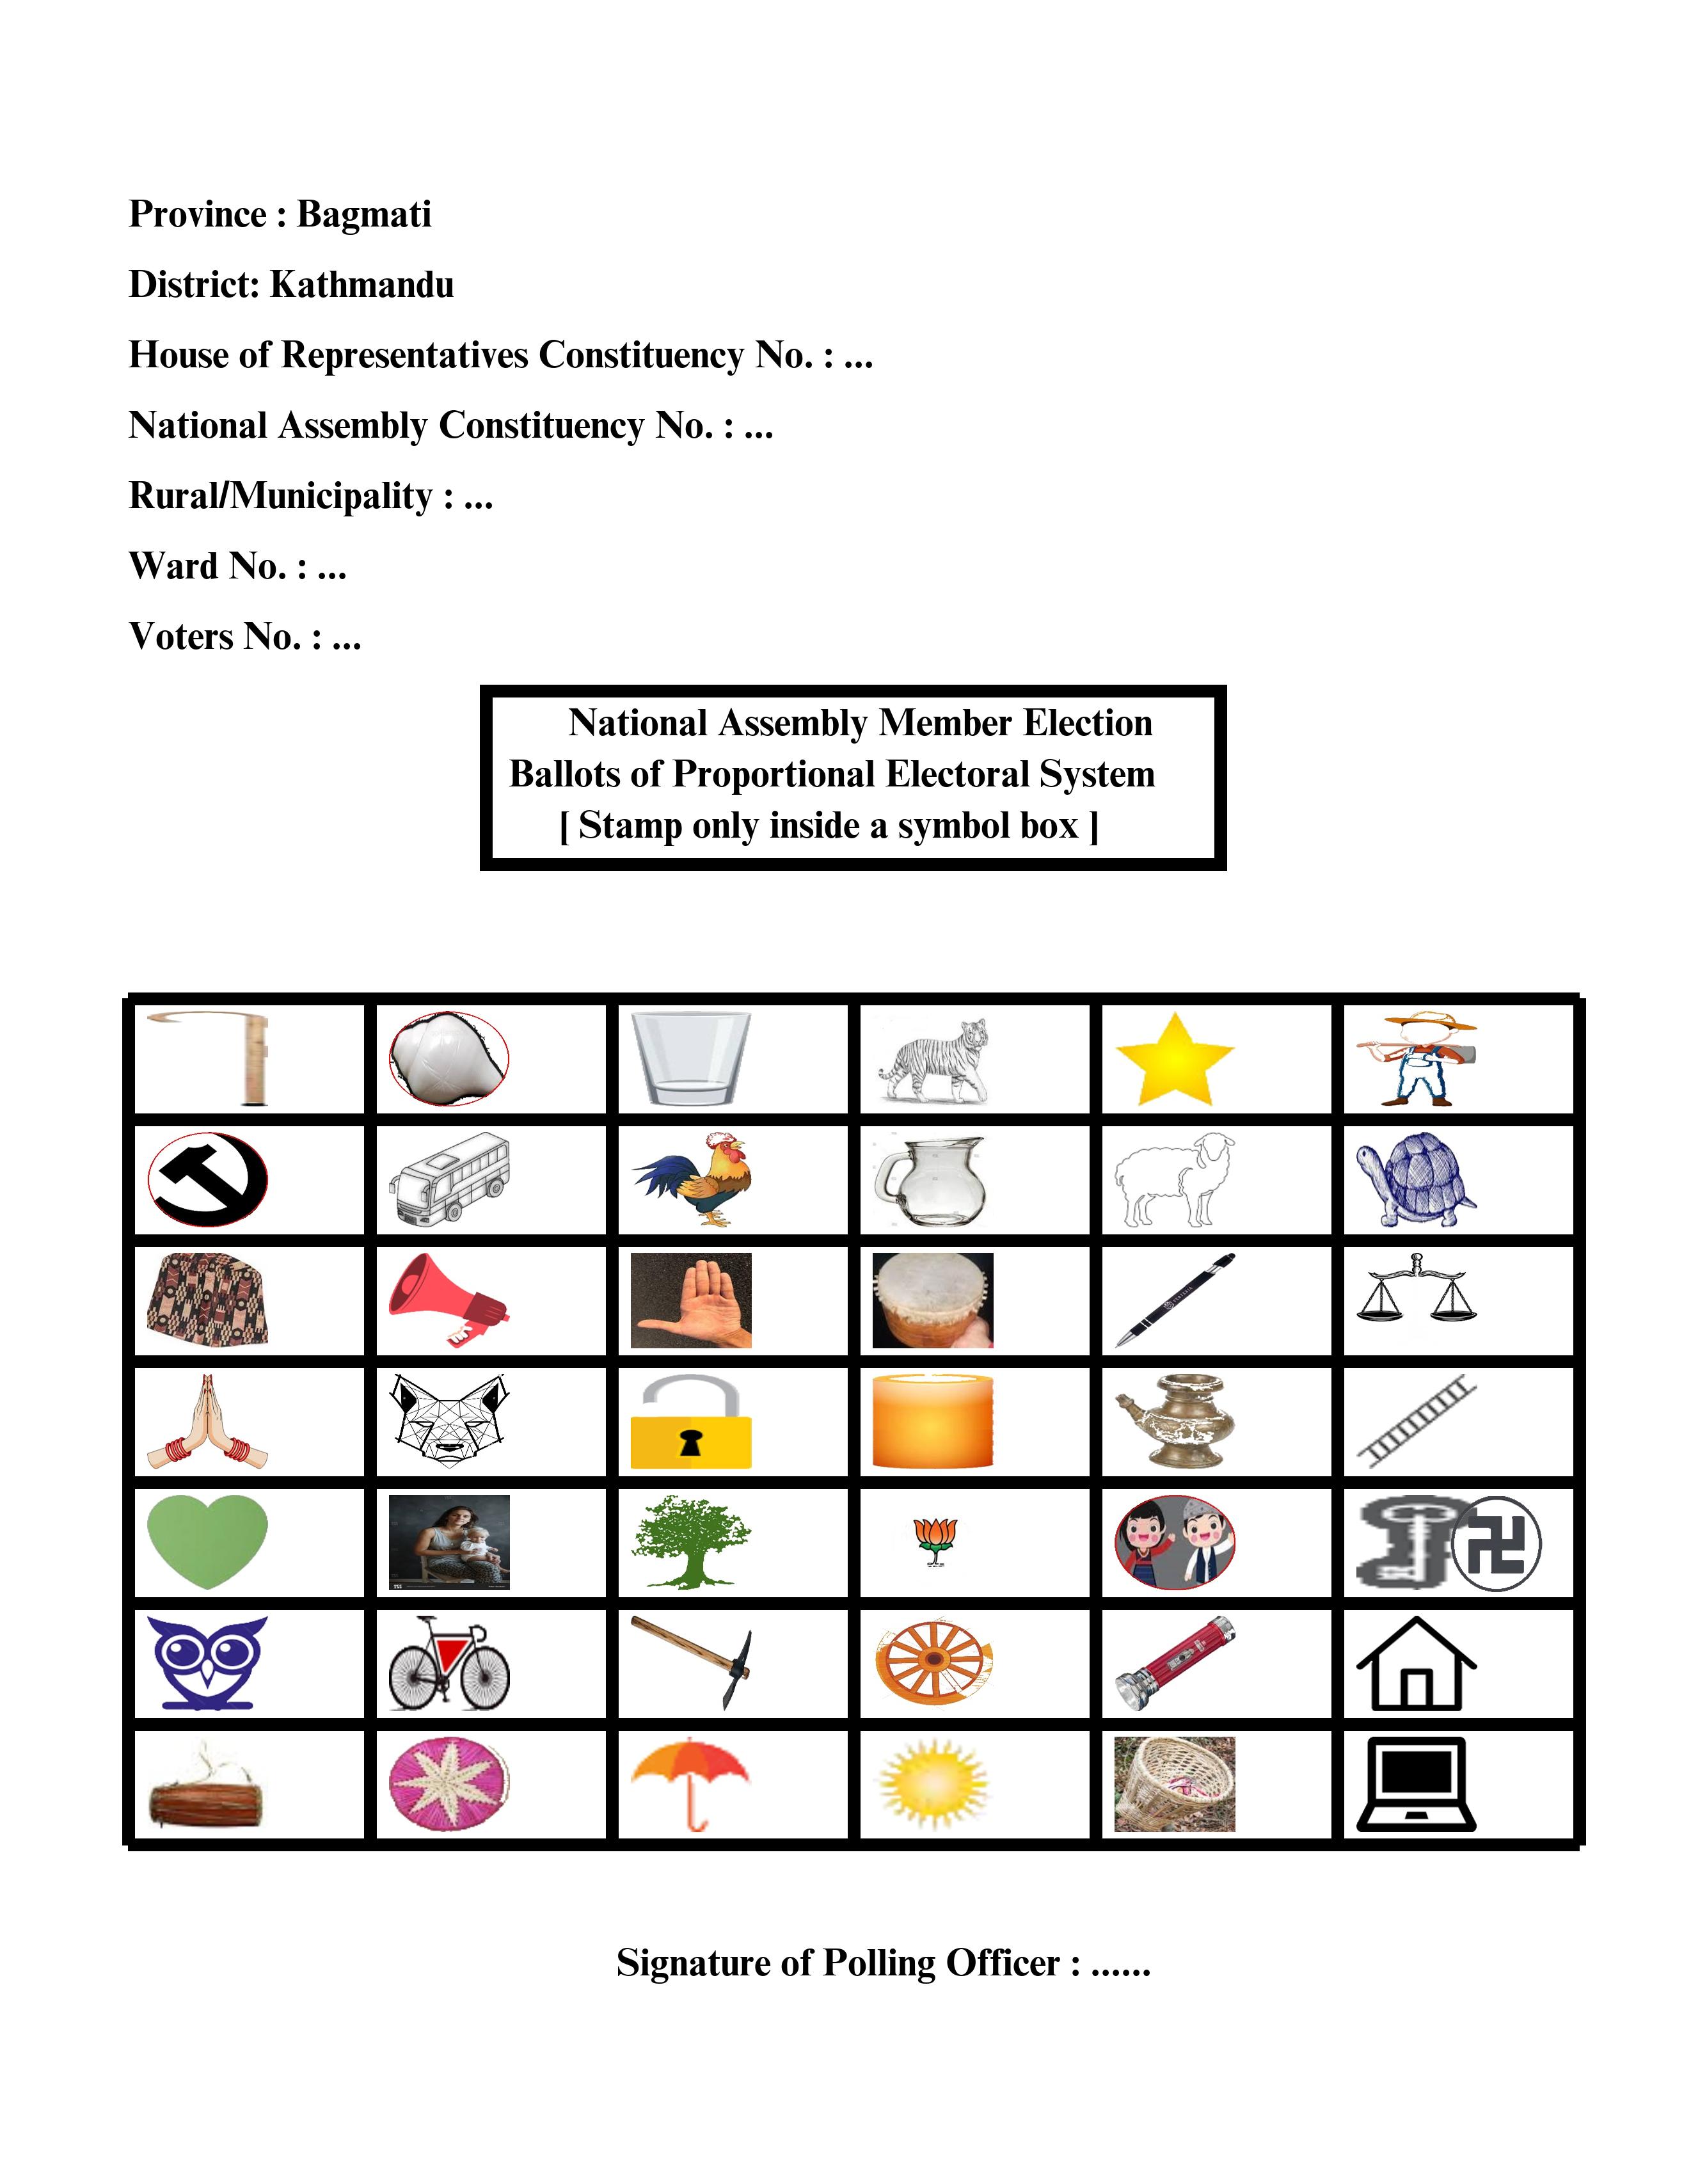 Province : Bagmati
District: Kathmandu
House of Representatives Constituency No. : ...
National Assembly Constituency No. : ...
Rural/Municipality : ...
Ward No. : ...
Voters No. : ...
National Assembly Member Election
Ballots of Proportional Electoral System
[ Stamp only inside a symbol box ]
Signature of Polling Officer : ......